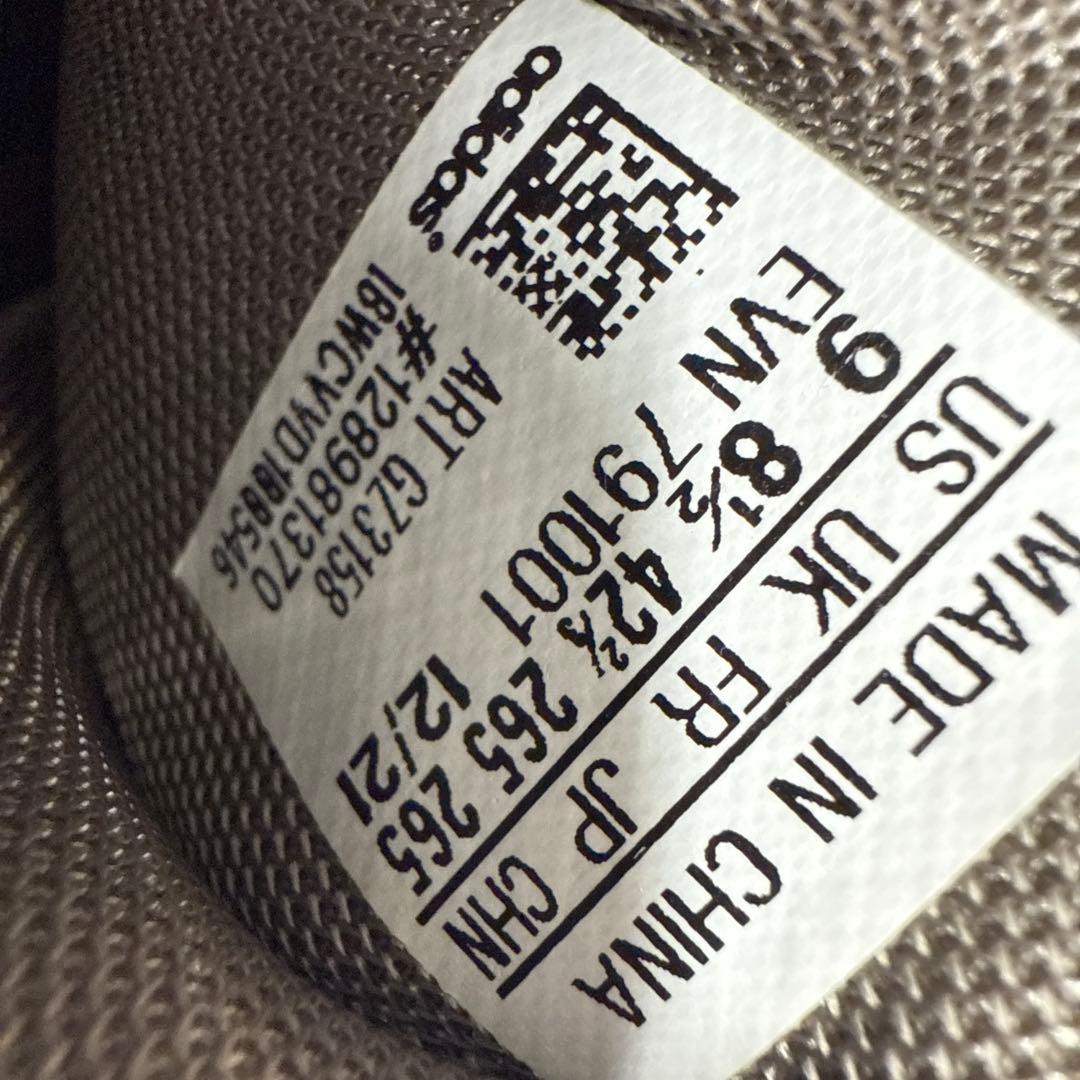 MADE IN CHINA
US UK FR JP CHN
9 8½ 42⅔ 265 265
EVN 791001 12/21
ART GZ3158
#128981370
adidas®